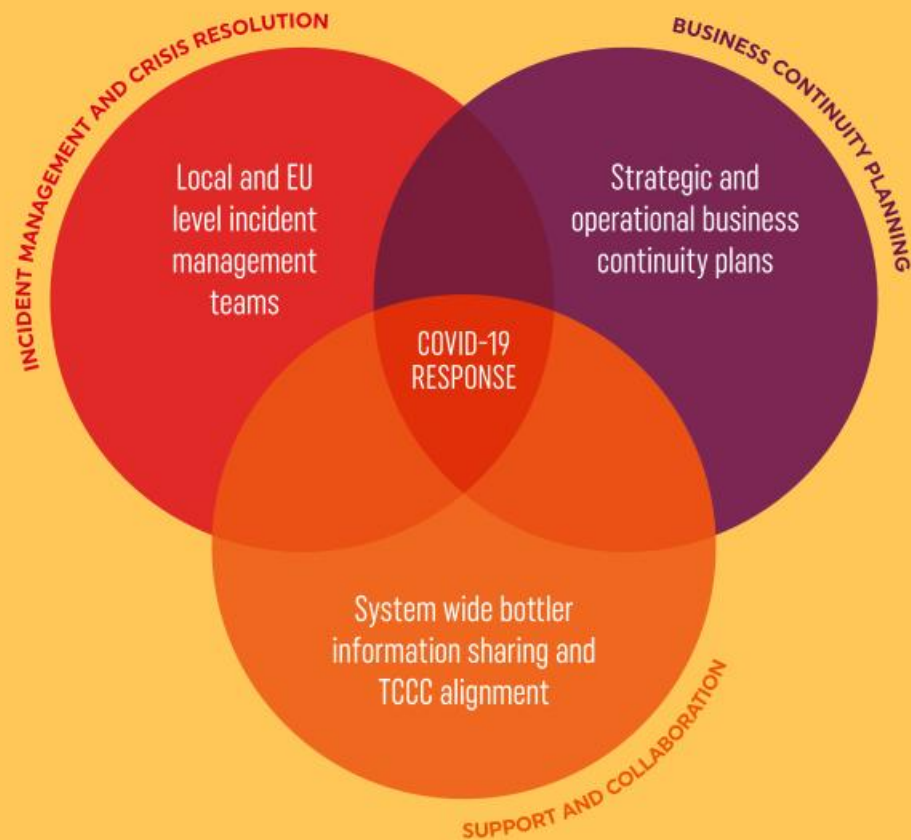 INCIDENT MANAGEMENT AND CRISIS RESOLUTION
BUSINESS CONTINUITY PLANNING
Local and EU
level incident
management
teams
Strategic and
operational business
continuity plans
COVID-19
RESPONSE
System wide bottler
information sharing and
TCCC alignment
SUPPORT AND COLLABORATION